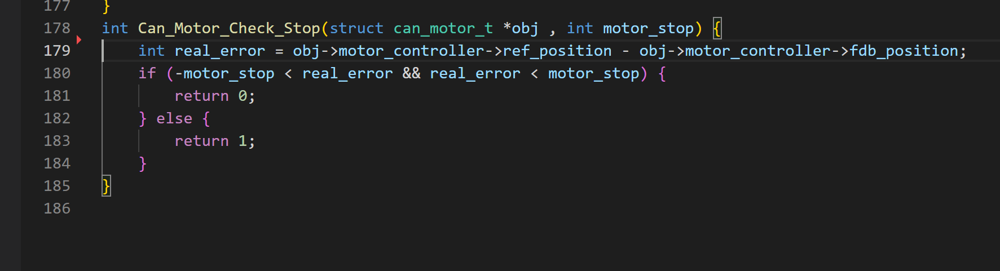 177 }
178 int Can_Motor_Check_Stop(struct can_motor_t *obj , int motor_stop) {
179     int real_error = obj->motor_controller->ref_position - obj->motor_controller->fdb_position;
180     if (-motor_stop < real_error && real_error < motor_stop) {
181         return 0;
182     } else {
183         return 1;
184     }
185 }
186